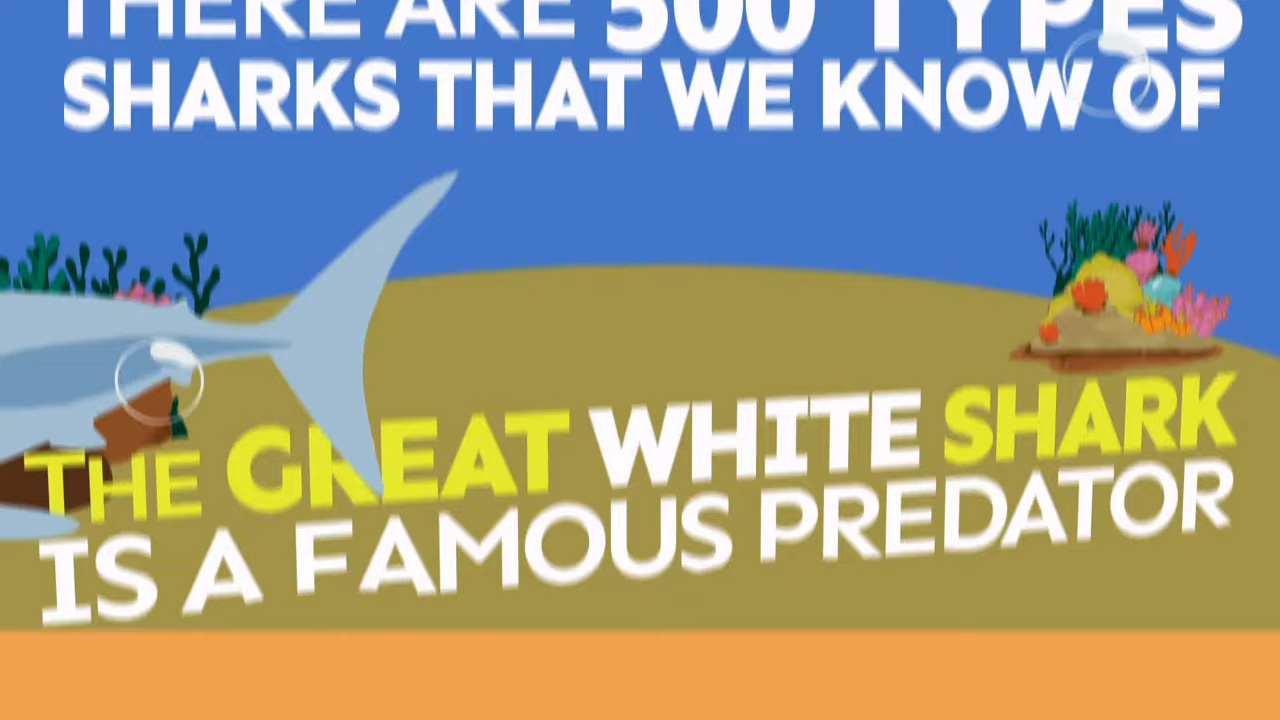 THERE ARE 500 TYPES
SHARKS THAT WE KNOW OF
THE GREAT WHITE SHARK
IS A FAMOUS PREDATOR